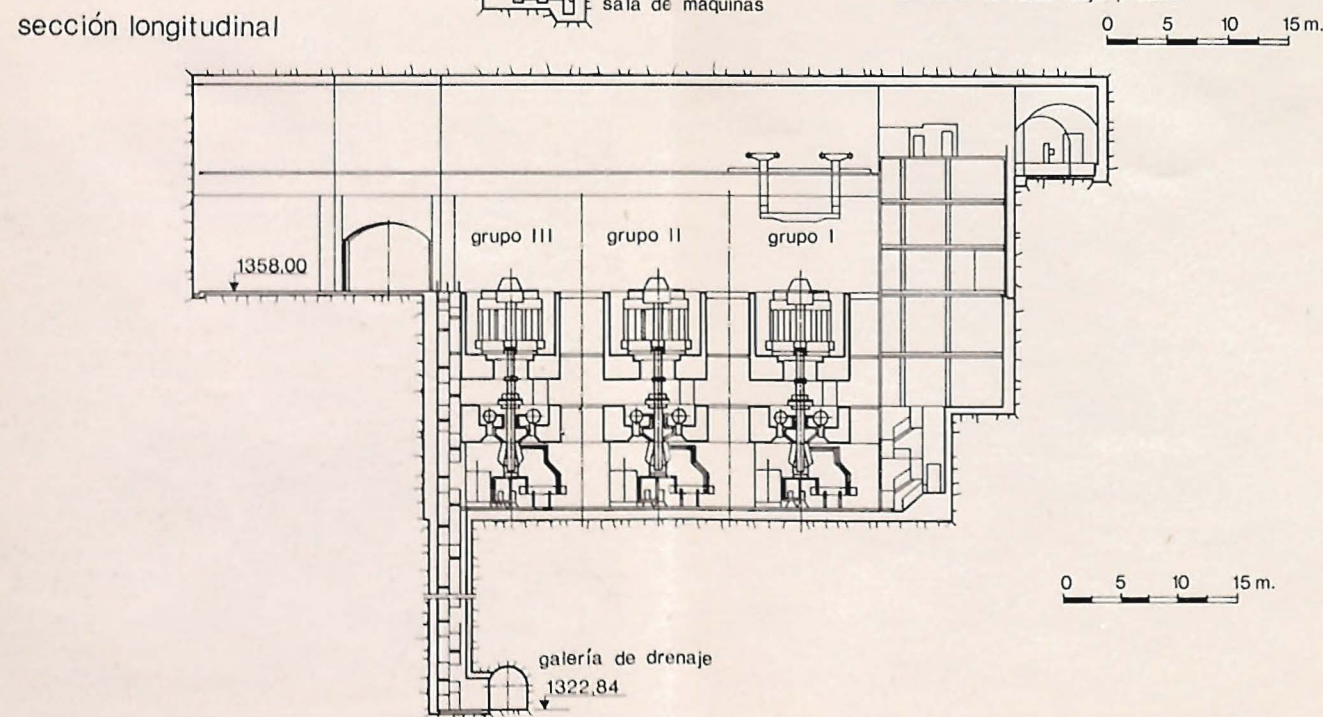 sala de máquinas
sección longitudinal
0 5 10 15 m.
grupo III grupo II grupo I
1358,00
0 5 10 15 m.
galería de drenaje
1322,84